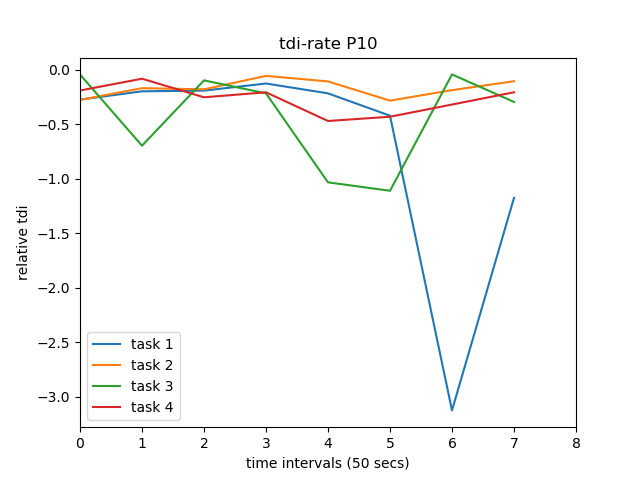 tdi-rate P10
relative tdi
0.0
−0.5
−1.0
−1.5
−2.0
−2.5
−3.0
task 1
task 2
task 3
task 4
0 1 2 3 4 5 6 7 8
time intervals (50 secs)